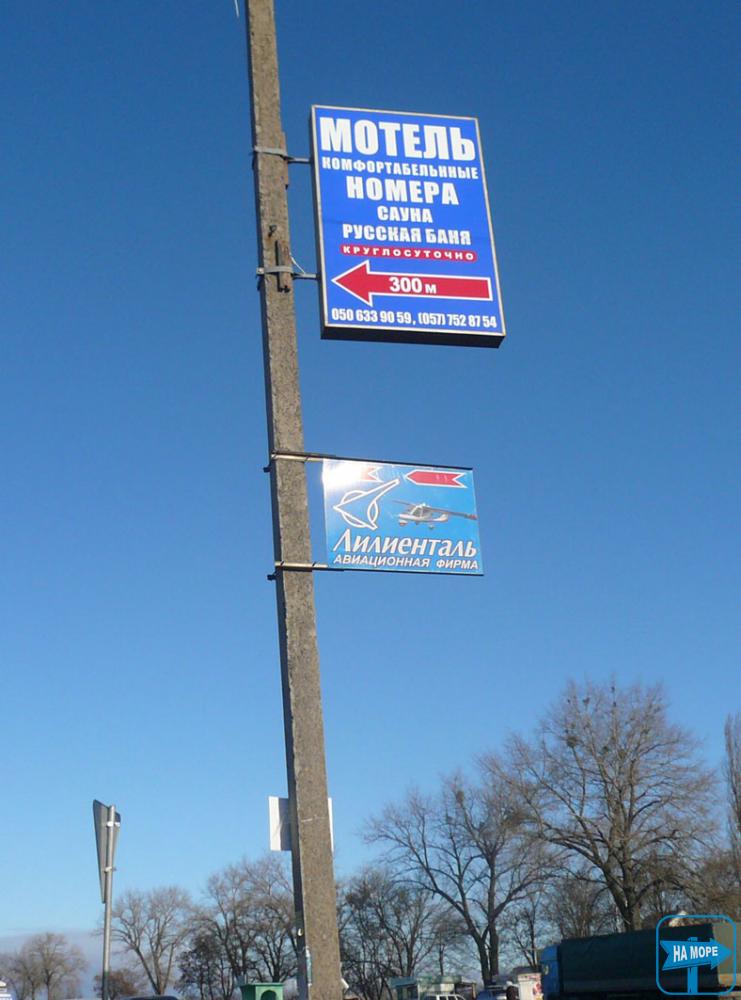 МОТЕЛЬ
КОМФОРТАБЕЛЬННЫЕ
НОМЕРА
САУНА
РУССКАЯ БАНЯ
КРУГЛОСУТОЧНО
300 м
050 633 90 59, (057) 752 87 54
Лилиенталь
АВИАЦИОННАЯ ФИРМА
НА МОРЕ